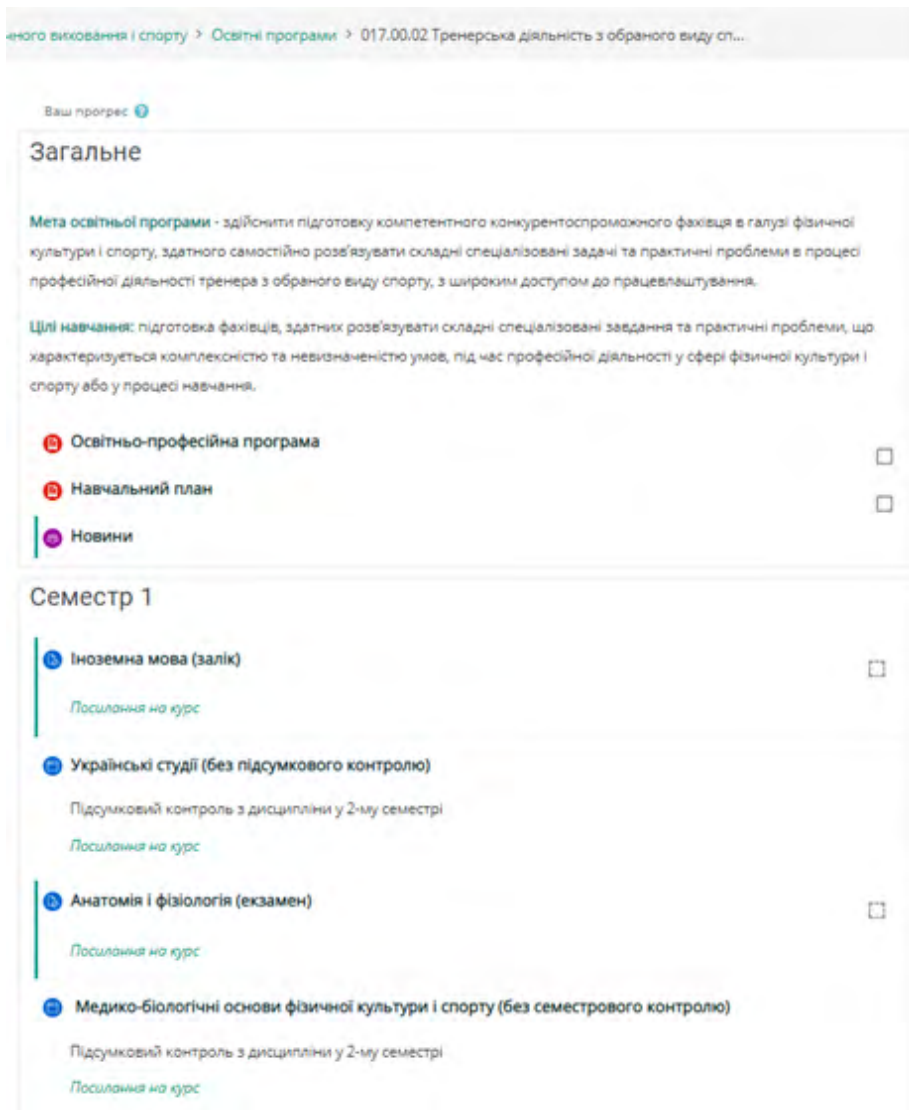 чного виховання і спорту > Освітні програми > 017.00.02 Тренерська діяльність з обраного виду сп...
Ваш прогрес
Загальне
Мета освітньої програми - здійснити підготовку компетентного конкурентоспроможного фахівця в галузі фізичної
культури і спорту, здатного самостійно розв'язувати складні спеціалізовані задачі та практичні проблеми в процесі
професійної діяльності тренера з обраного виду спорту, з широким доступом до працевлаштування.
Цілі навчання: підготовка фахівців, здатних розв'язувати складні спеціалізовані завдання та практичні проблеми, що
характеризується комплексністю та невизначеністю умов, під час професійної діяльності у сфері фізичної культури і
спорту або у процесі навчання.
Освітньо-професійна програма
Навчальний план
Новини
Семестр 1
Іноземна мова (залік)
Посилання на курс
Українські студії (без підсумкового контролю)
Підсумковий контроль з дисципліни у 2-му семестрі
Посилання на курс
Анатомія і фізіологія (екзамен)
Посилання на курс
Медико-біологічні основи фізичної культури і спорту (без семестрового контролю)
Підсумковий контроль з дисципліни у 2-му семестрі
Посилання на курс